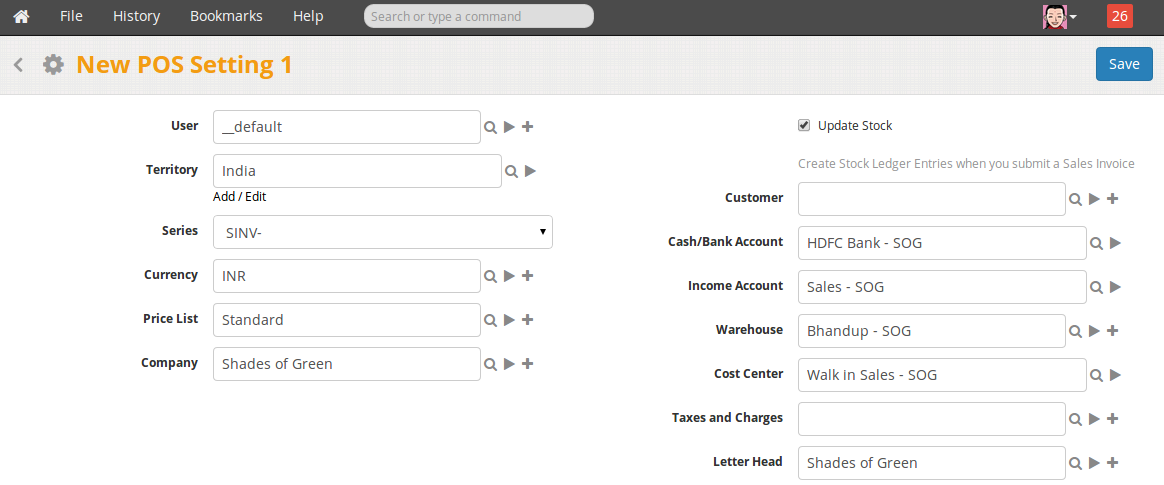 File History Bookmarks Help Search or type a command 26
New POS Setting 1 Save
User __default
Territory India
Add / Edit
Series SINV-
Currency INR
Price List Standard
Company Shades of Green
Update Stock
Create Stock Ledger Entries when you submit a Sales Invoice
Customer
Cash/Bank Account HDFC Bank - SOG
Income Account Sales - SOG
Warehouse Bhandup - SOG
Cost Center Walk in Sales - SOG
Taxes and Charges
Letter Head Shades of Green